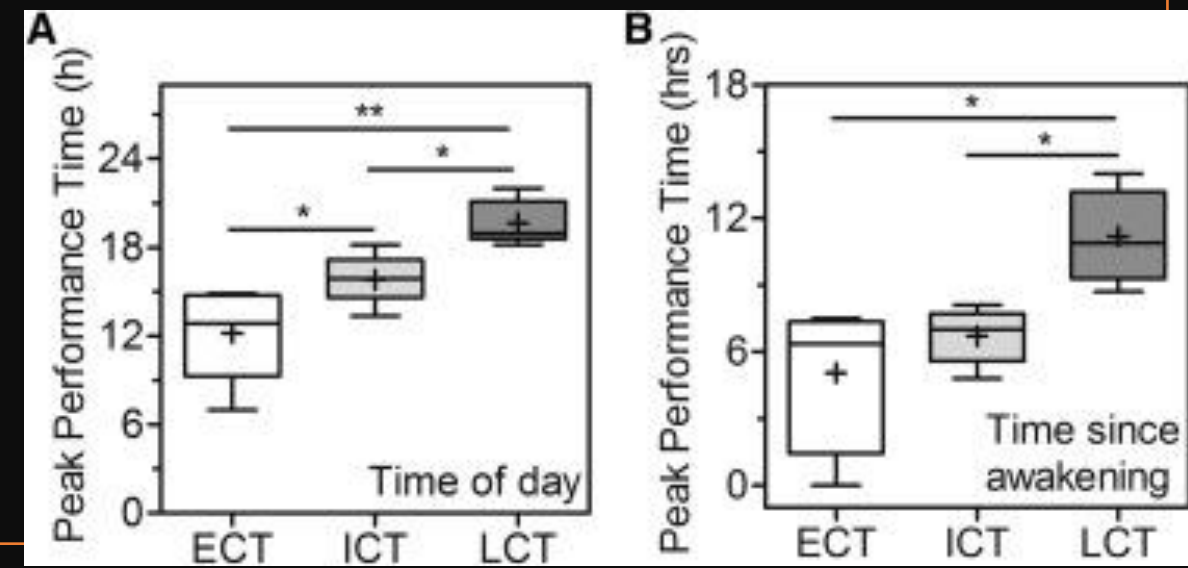 A
Peak Performance Time (h)
24
18
12
6
0
**
*
*
Time of day
ECT ICT LCT
B
Peak Performance Time (hrs)
18
12
6
0
*
*
Time since
awakening
ECT ICT LCT